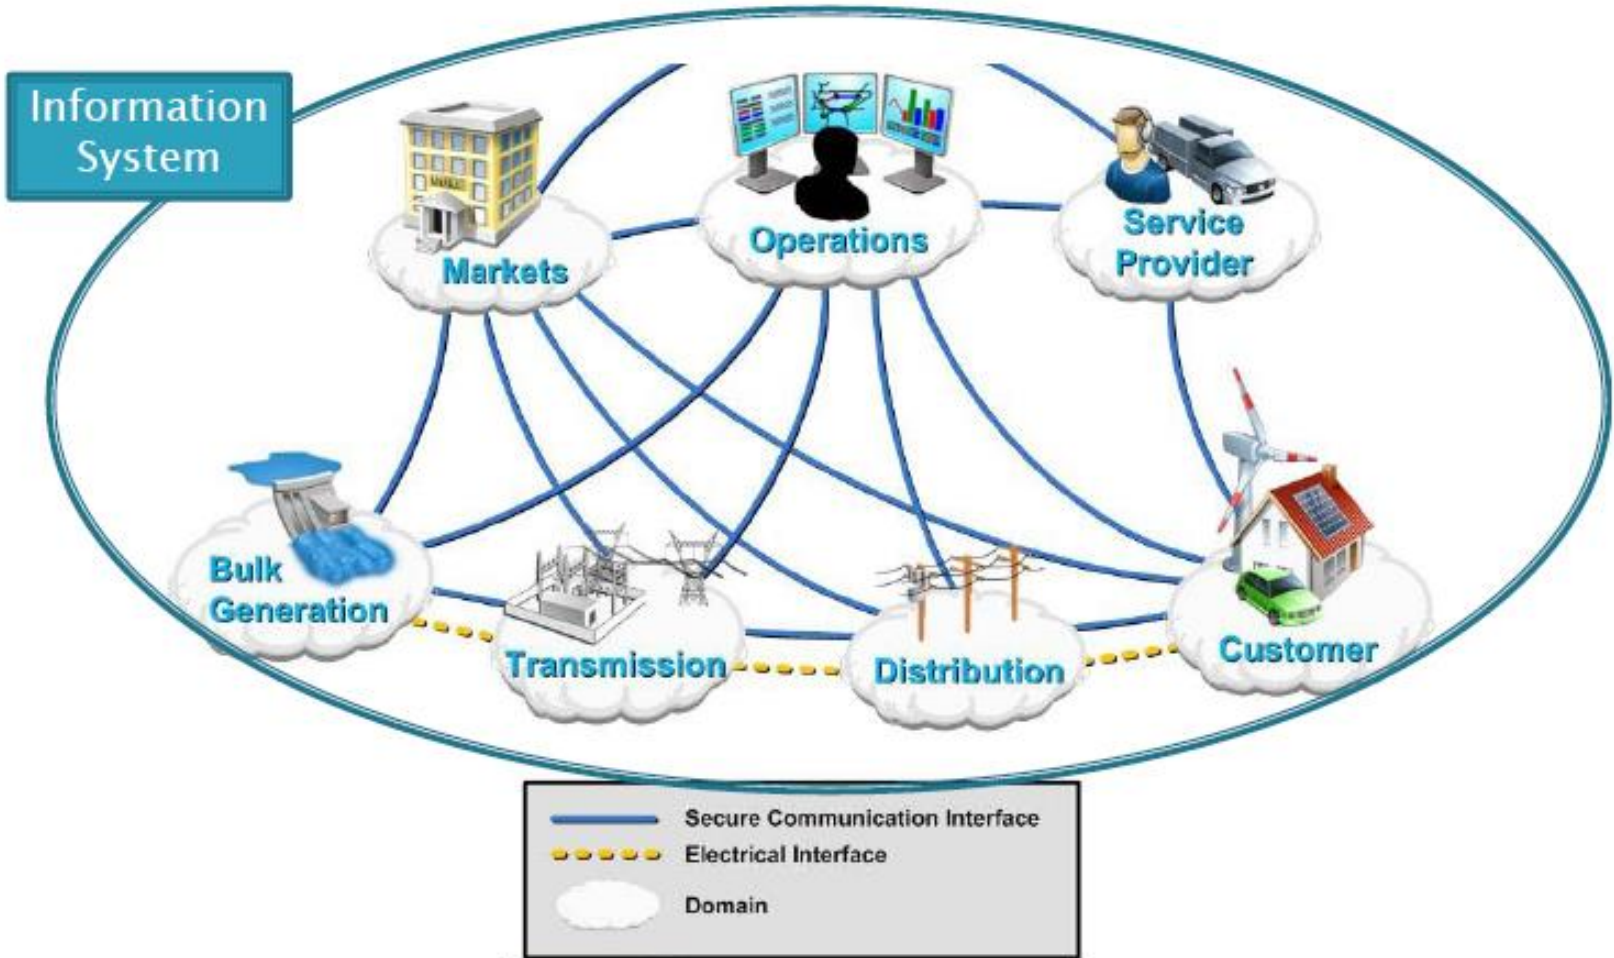 Information
System
Markets
Operations
Service
Provider
Bulk
Generation
Transmission
Distribution
Customer
Secure Communication Interface
Electrical Interface
Domain